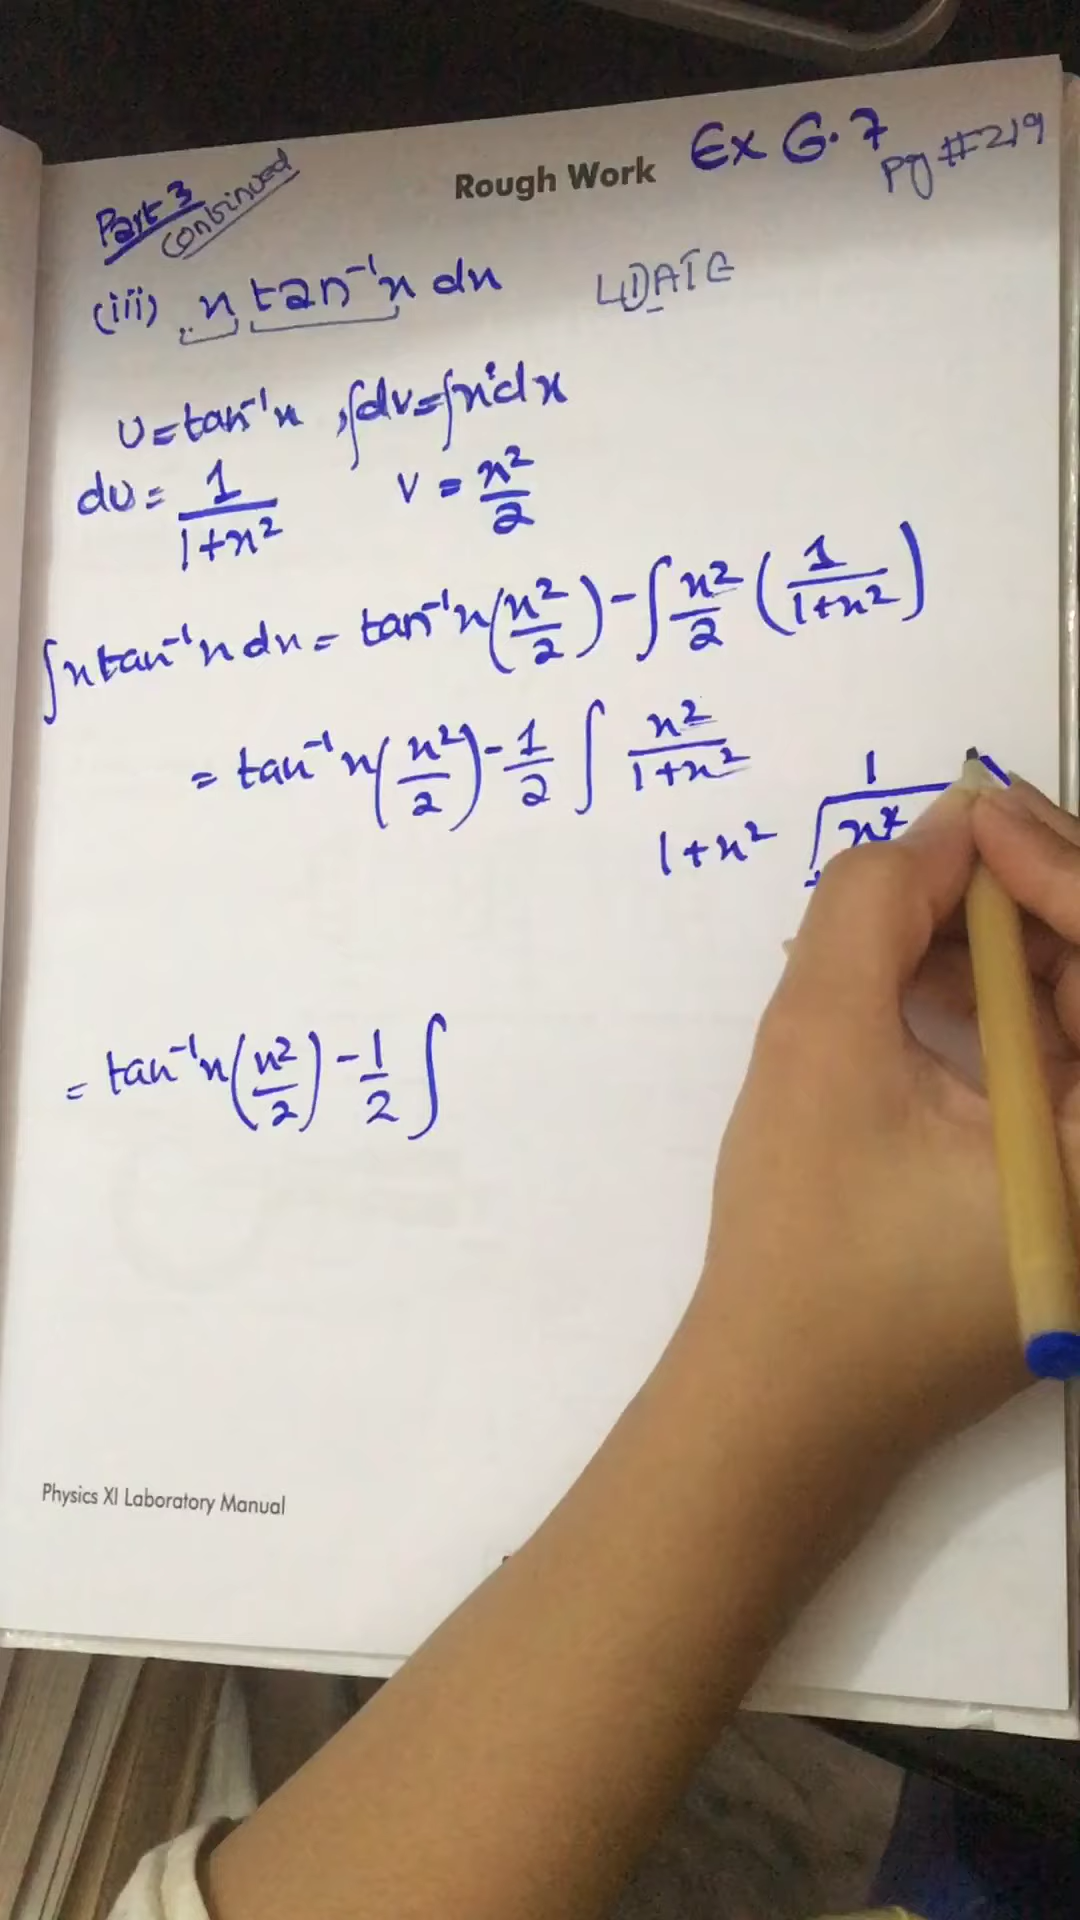 Part 3
continued
Rough Work
Ex 6.7
pg #219
(iii) x tan⁻¹x dx
LIATE
U=tan⁻¹x , ∫dv=∫x¹dx
du= 1/(1+x²)
v = x²/2
∫x tan⁻¹x dx = tan⁻¹x(x²/2) - ∫x²/2 (1/(1+x²))
= tan⁻¹x(x²/2) - 1/2 ∫ x²/(1+x²)
1
1+x² √x²
= tan⁻¹x(x²/2) - 1/2 ∫
Physics XI Laboratory Manual